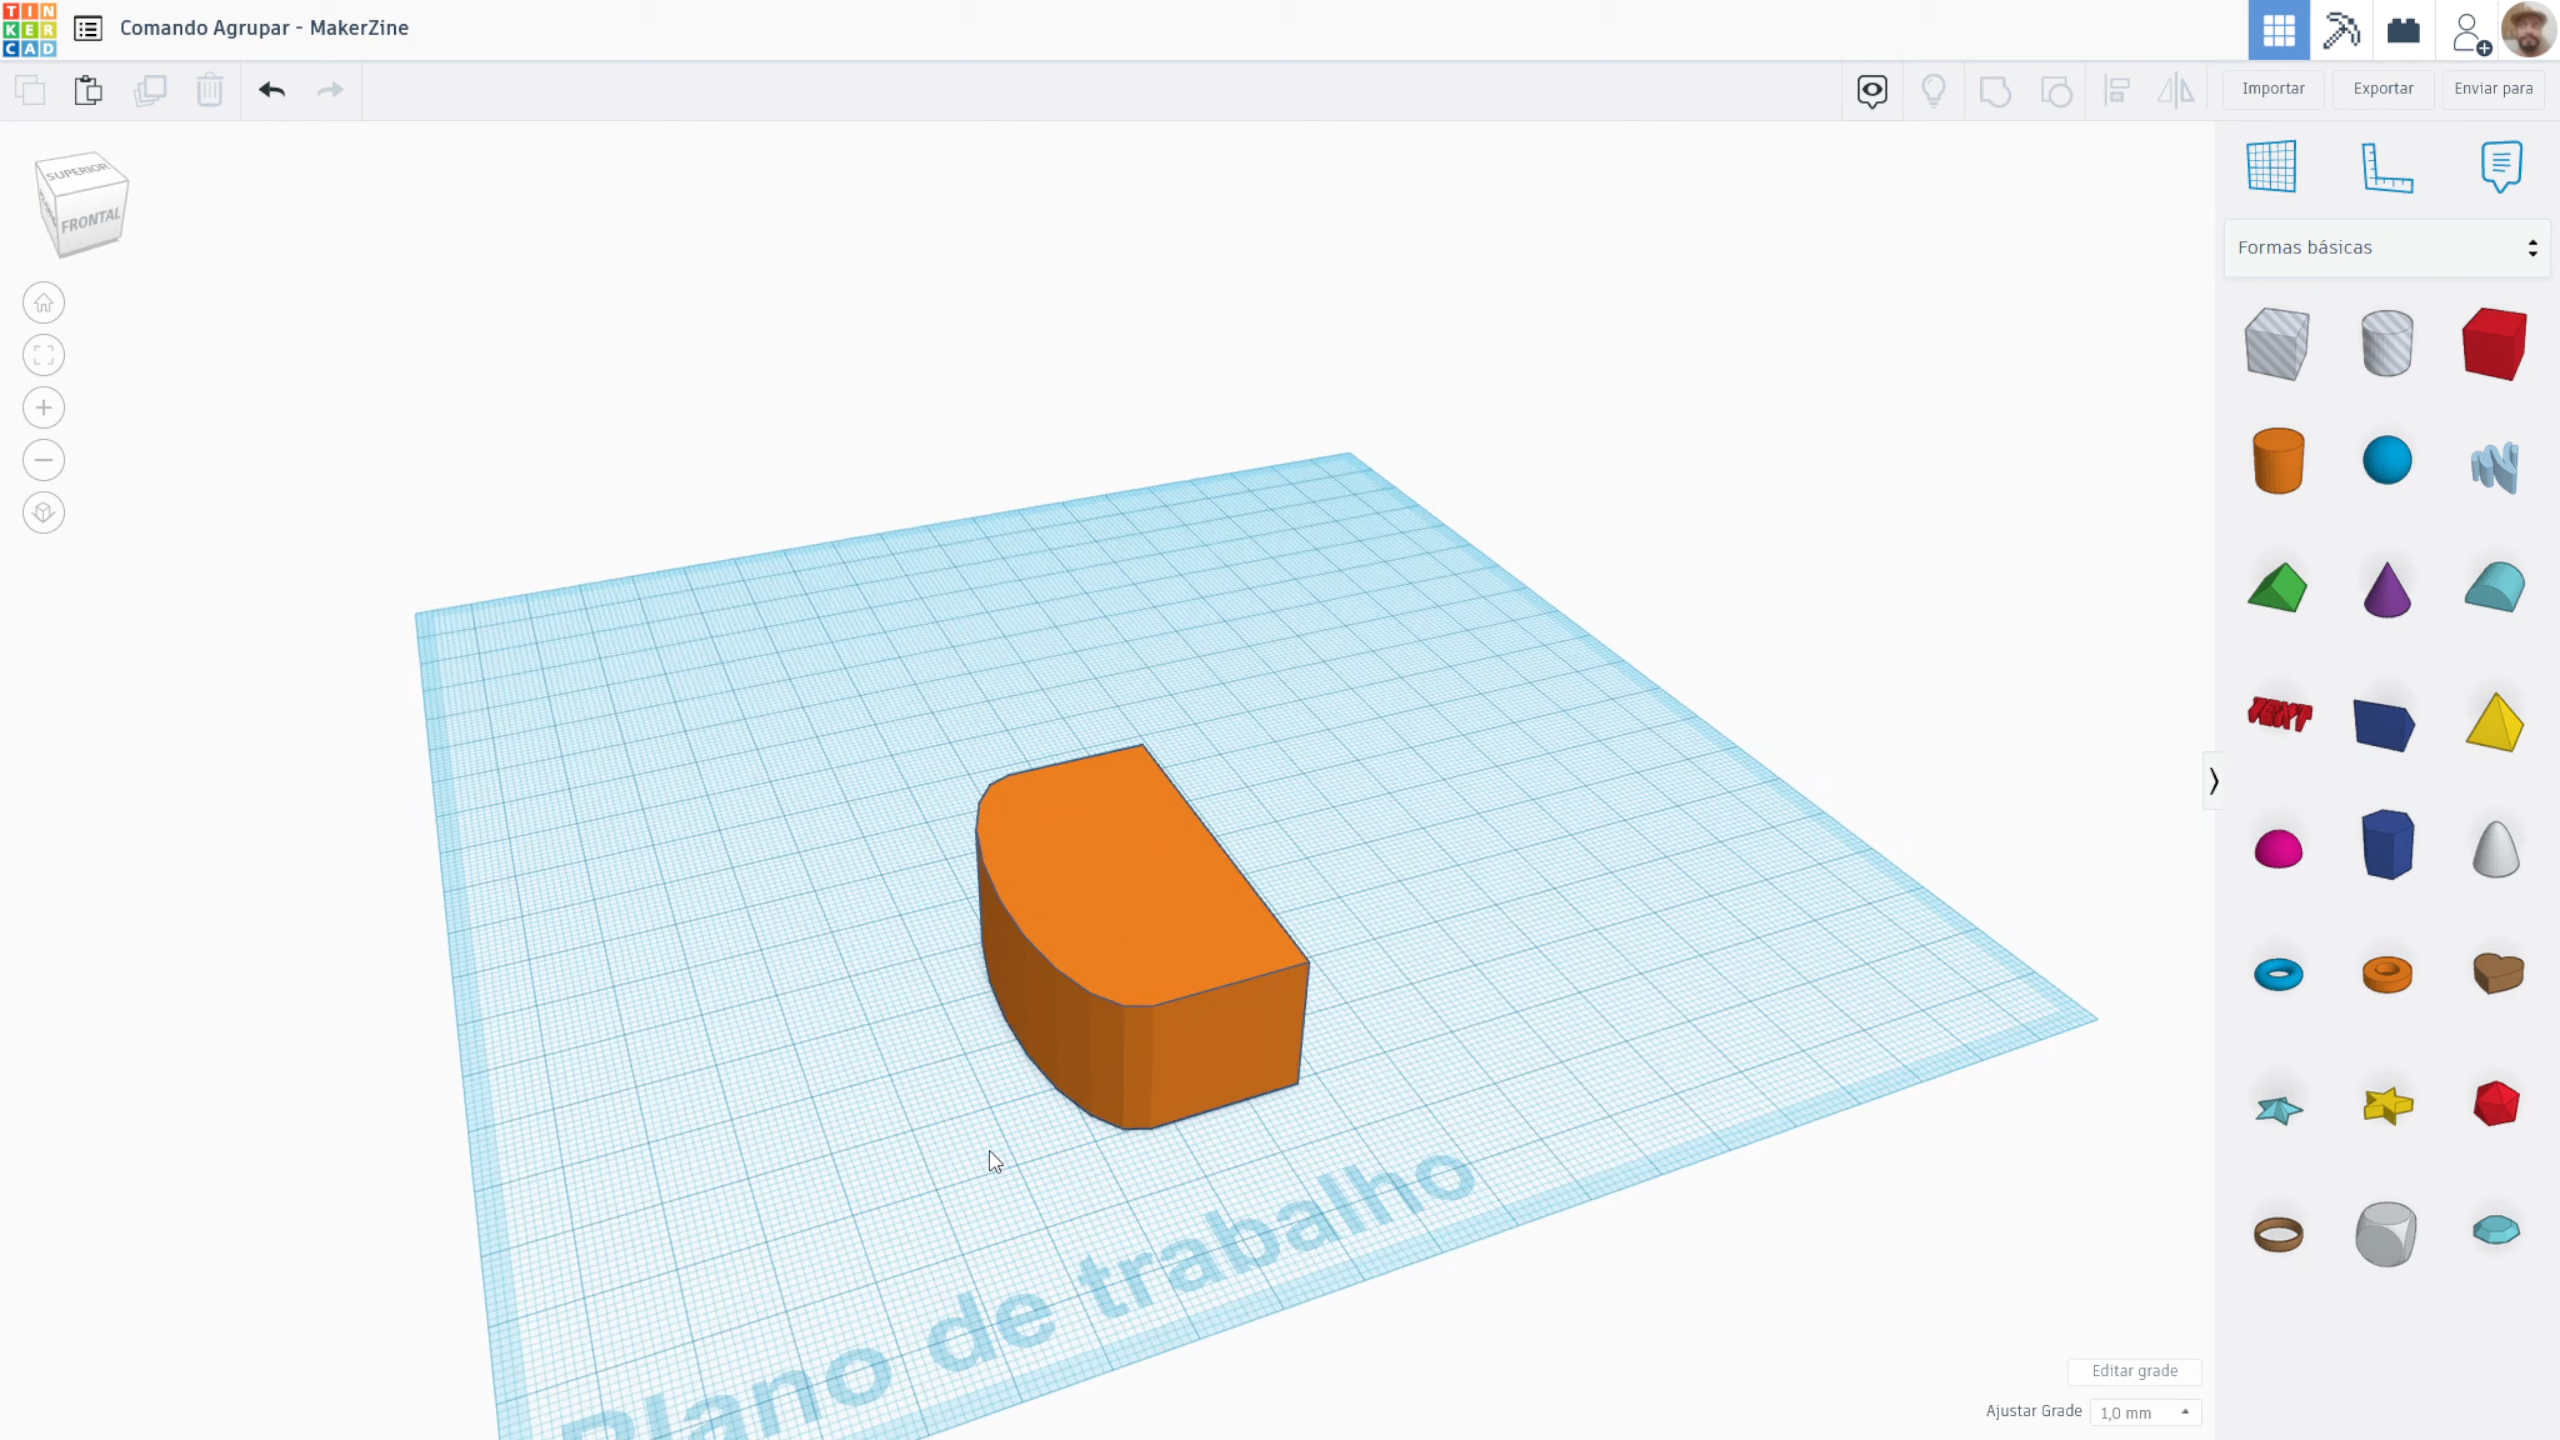 TIN
KER
CAD
Comando Agrupar - MakerZine
Importar
Exportar
Enviar para
SUPERIOR
FRONTAL
Formas básicas
TEXT
Plano de trabalho
Editar grade
Ajustar Grade
1,0 mm